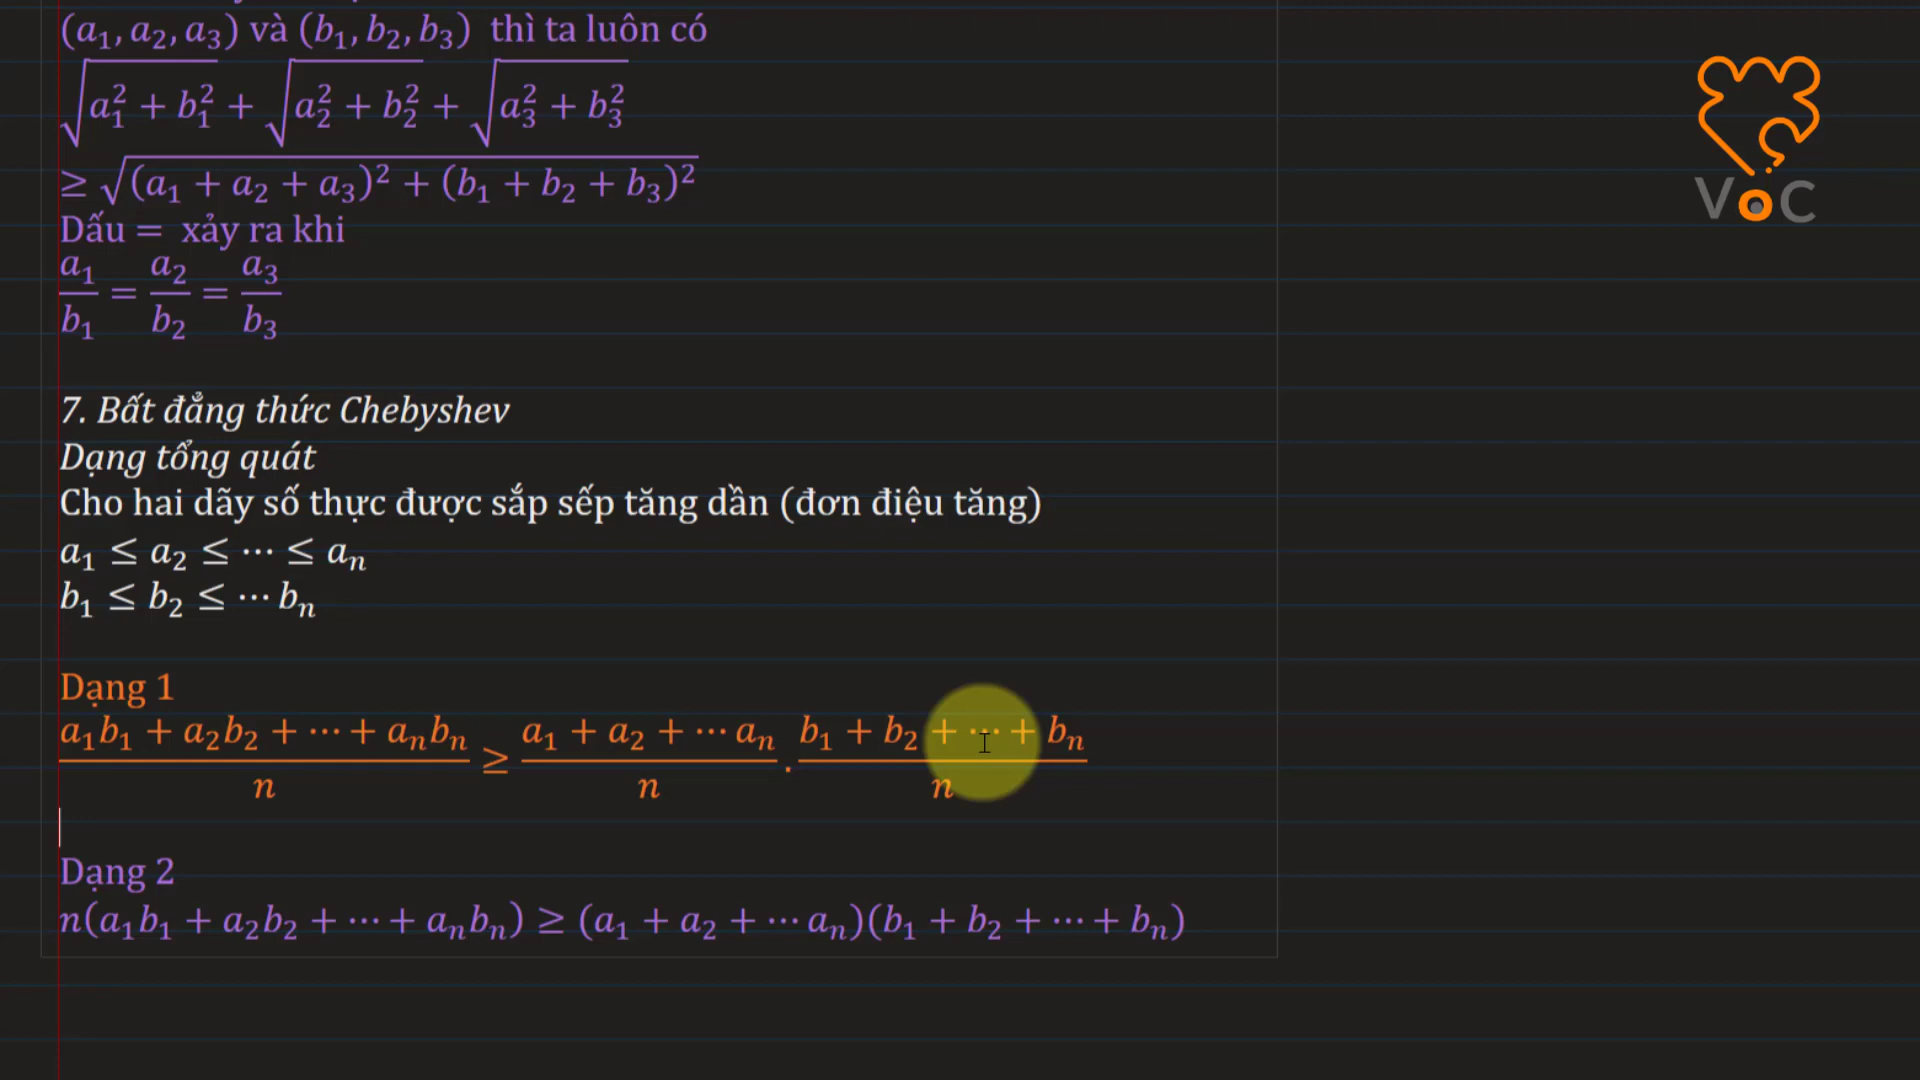 (a₁, a₂, a₃) và (b₁, b₂, b₃) thì ta luôn có
√(a₁² + b₁²) + √(a₂² + b₂²) + √(a₃² + b₃²)
≥ √((a₁ + a₂ + a₃)² + (b₁ + b₂ + b₃)²)
Dấu = xảy ra khi
a₁/b₁ = a₂/b₂ = a₃/b₃
7. Bất đẳng thức Chebyshev
Dạng tổng quát
Cho hai dãy số thực được sắp sếp tăng dần (đơn điệu tăng)
a₁ ≤ a₂ ≤ ⋯ ≤ aₙ
b₁ ≤ b₂ ≤ ⋯ bₙ
Dạng 1
(a₁b₁ + a₂b₂ + ⋯ + aₙbₙ)/n ≥ (a₁ + a₂ + ⋯ aₙ)/n . (b₁ + b₂ + ⋯ + bₙ)/n
Dạng 2
n(a₁b₁ + a₂b₂ + ⋯ + aₙbₙ) ≥ (a₁ + a₂ + ⋯ aₙ)(b₁ + b₂ + ⋯ + bₙ)
VOC